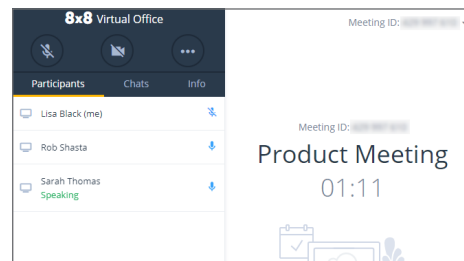 8x8 Virtual Office
Meeting ID:
Participants
Chats
Info
Lisa Black (me)
Rob Shasta
Sarah Thomas
Speaking
Meeting ID:
Product Meeting
01:11